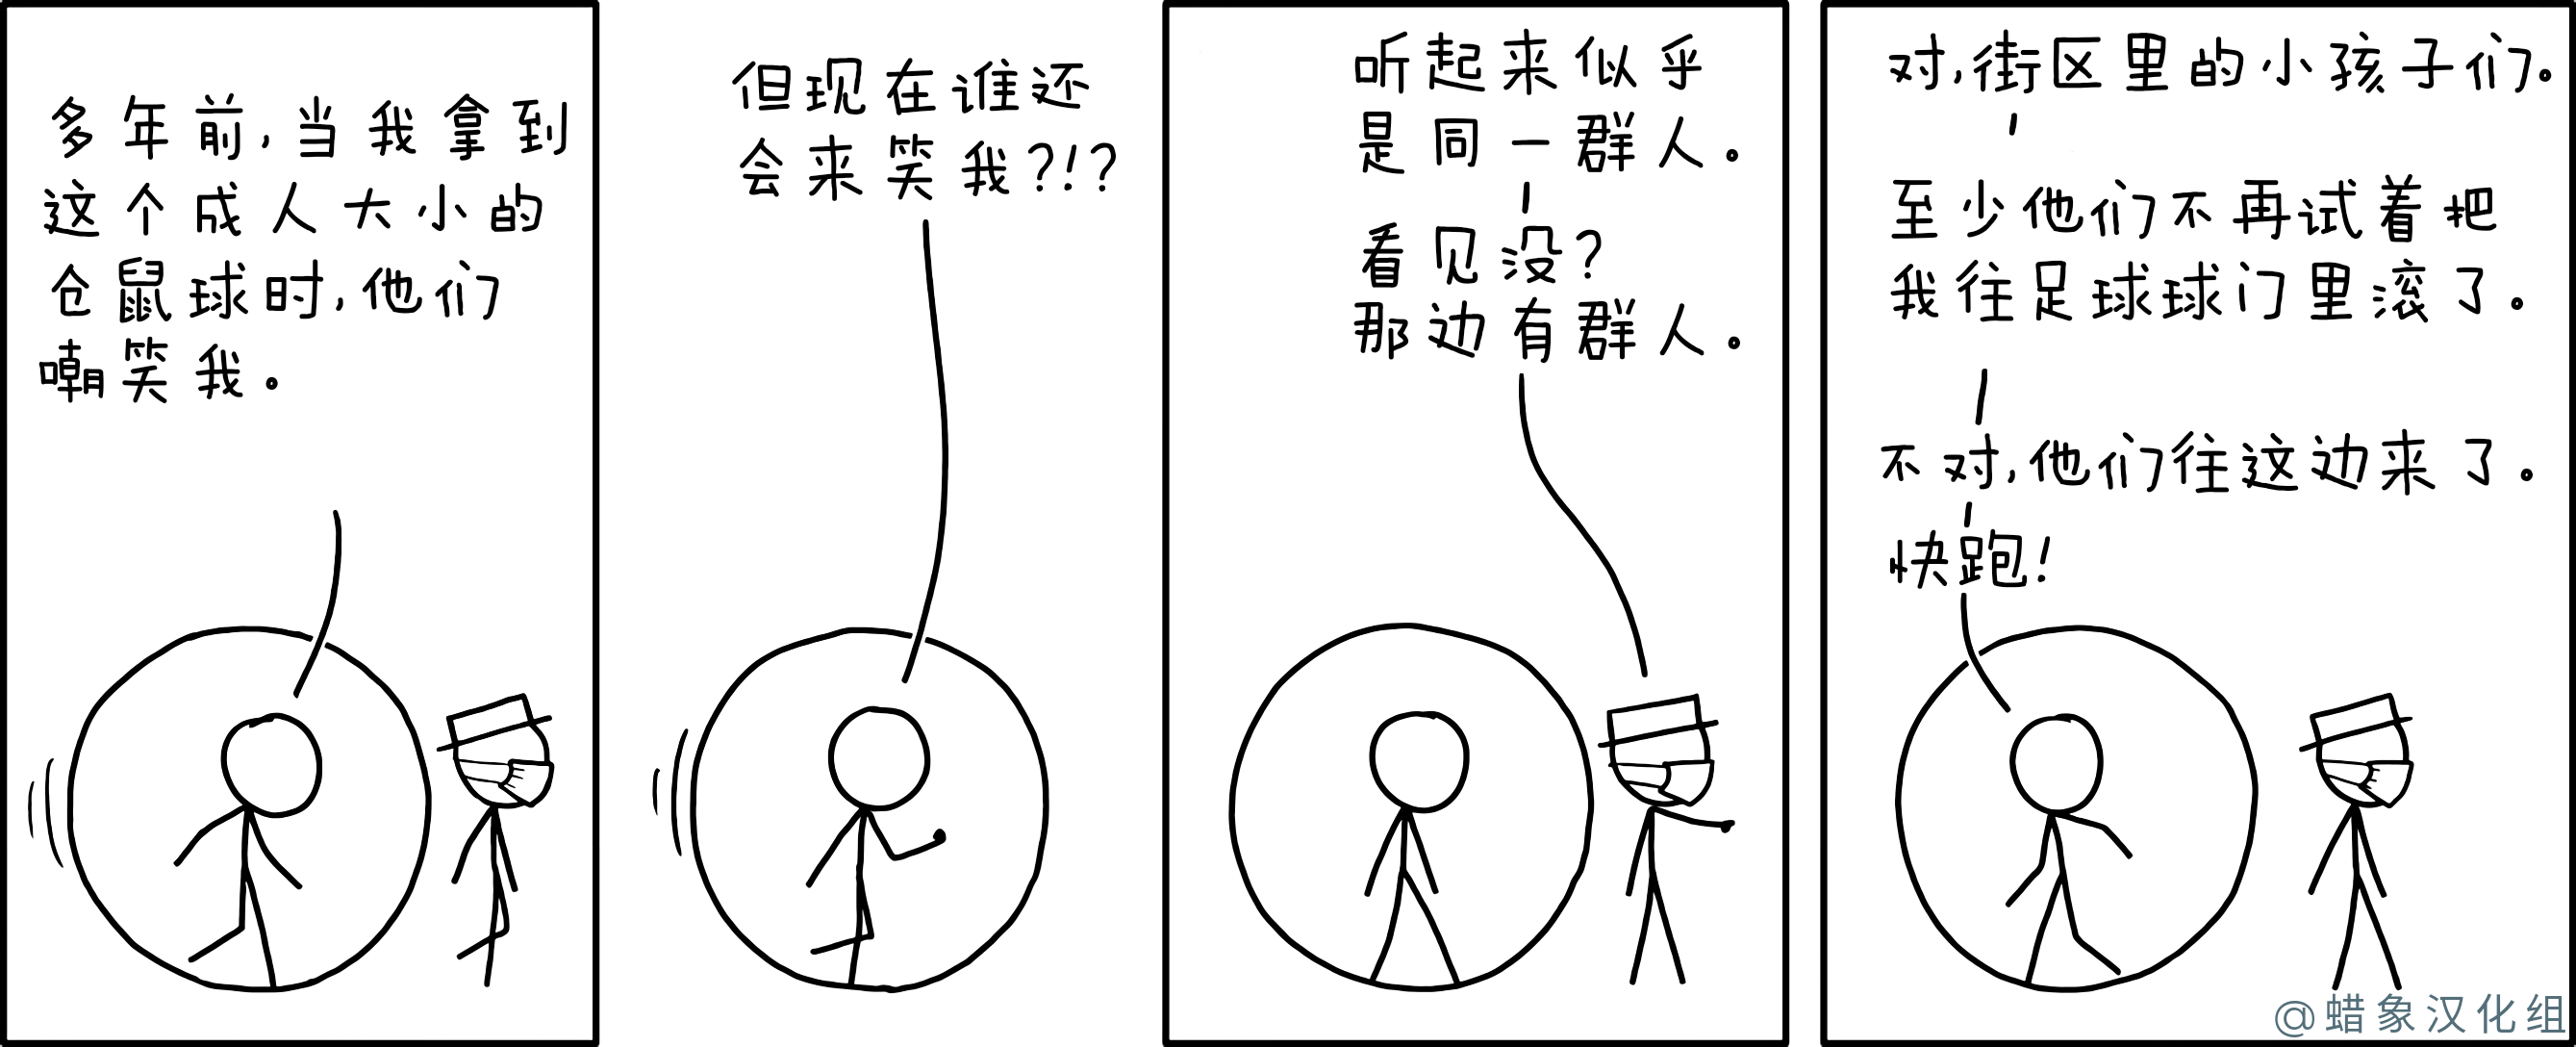 多年前,当我拿到
这个成人大小的
仓鼠球时,他们
嘲笑我。
但现在谁还
会来笑我?!?
听起来似乎
是同一群人。
看见没?
那边有群人。
对,街区里的小孩子们。
至少他们不再试着把
我往足球球门里滚了。
不对,他们往这边来了。
快跑!
@蜡象汉化组